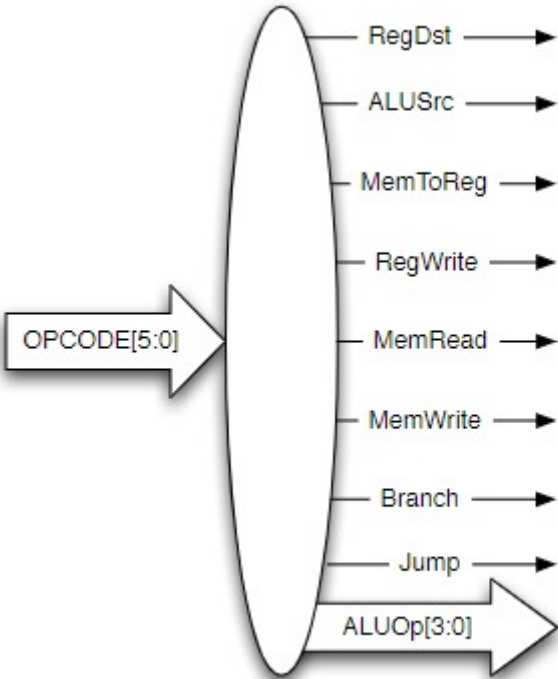 RegDst
ALUSrc
MemToReg
RegWrite
OPCODE[5:0]
MemRead
MemWrite
Branch
Jump
ALUOp[3:0]